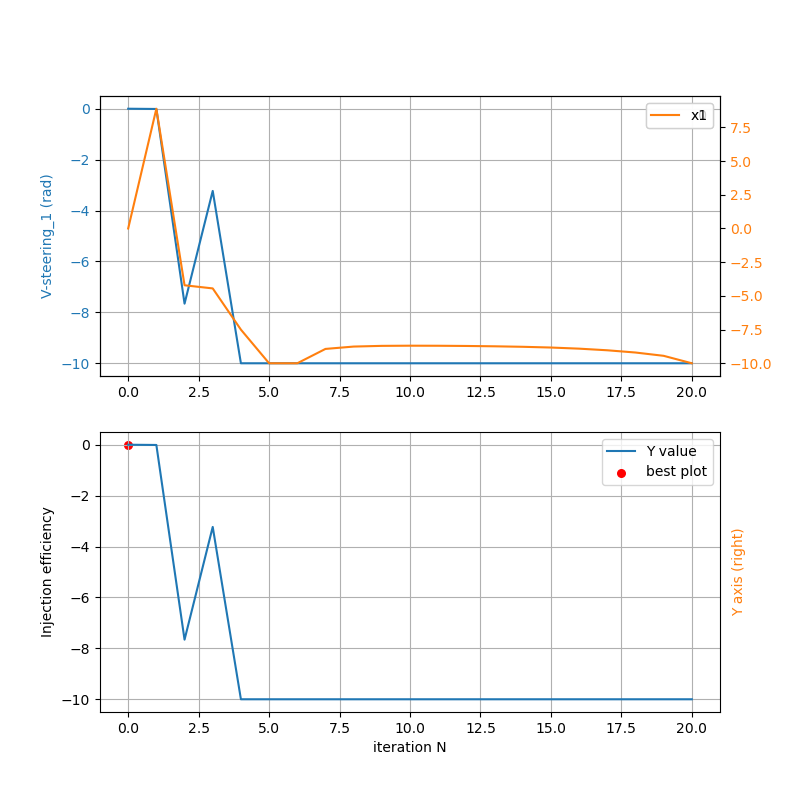 0
−2
−4
−6
−8
−10
V-steering_1 (rad)
x1
7.5
5.0
2.5
0.0
−2.5
−5.0
−7.5
−10.0
0.0 2.5 5.0 7.5 10.0 12.5 15.0 17.5 20.0
0
−2
−4
−6
−8
−10
Injection efficiency
Y value
best plot
Y axis (right)
0.0 2.5 5.0 7.5 10.0 12.5 15.0 17.5 20.0
iteration N